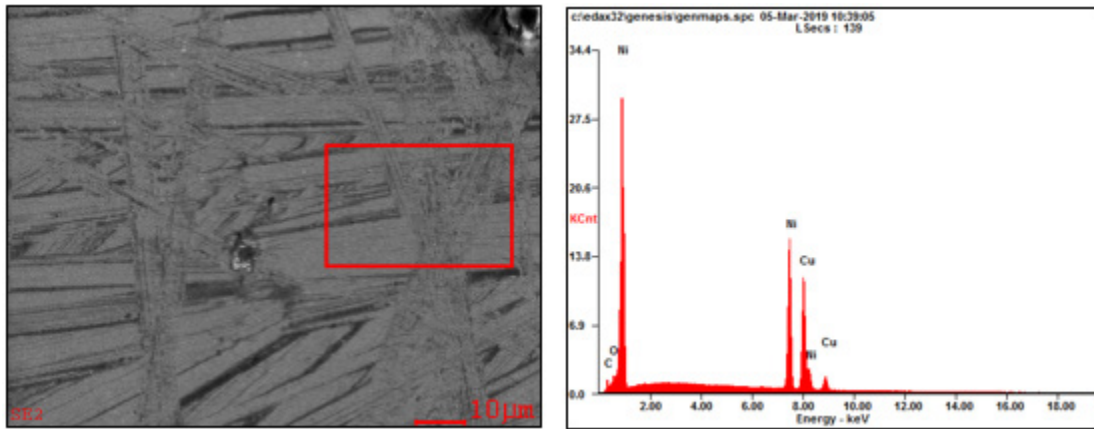 SE2
10µm
c:\edax32\genesis\genmaps.spc 05-Mar-2019 10:39:05
LSecs : 139
34.4
27.5
20.6
KCnt
13.8
6.9
0.0
Ni
Ni
Cu
Ni
Cu
O
C
2.00 4.00 6.00 8.00 10.00 12.00 14.00 16.00 18.00
Energy - keV